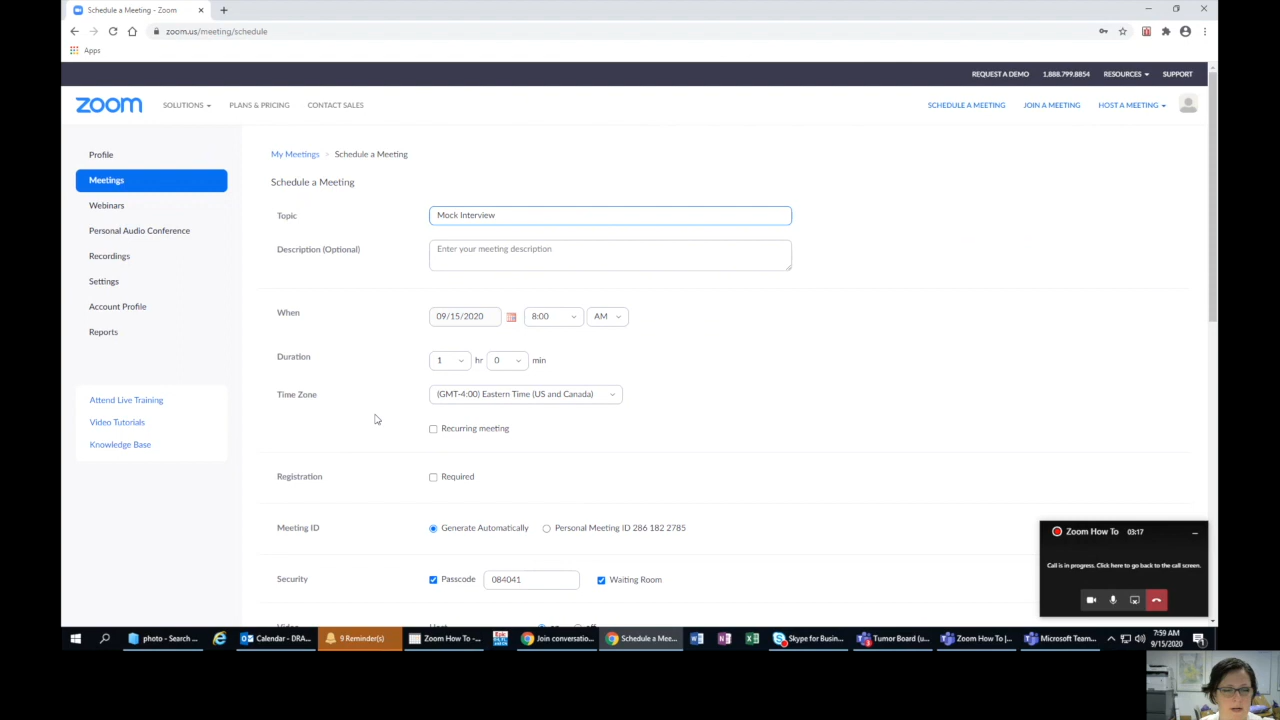 Schedule a Meeting - Zoom
zoom.us/meeting/schedule
Apps
REQUEST A DEMO 1.888.799.8854 RESOURCES SUPPORT
zoom SOLUTIONS PLANS & PRICING CONTACT SALES SCHEDULE A MEETING JOIN A MEETING HOST A MEETING
Profile
Meetings
Webinars
Personal Audio Conference
Recordings
Settings
Account Profile
Reports
Attend Live Training
Video Tutorials
Knowledge Base
My Meetings > Schedule a Meeting
Schedule a Meeting
Topic Mock Interview
Description (Optional) Enter your meeting description
When 09/15/2020 8:00 AM
Duration 1 hr 0 min
Time Zone (GMT-4:00) Eastern Time (US and Canada)
Recurring meeting
Registration Required
Meeting ID Generate Automatically Personal Meeting ID 286 182 2785
Security Passcode 084041 Waiting Room
Zoom How To 03:17
Call is in progress. Click here to go back to the call screen.
photo - Search ... Calendar - DRA... 9 Reminder(s) Zoom How To -... Epic Join conversatio... Schedule a Mee... Skype for Busin... Tumor Board (u... Zoom How To |... Microsoft Team...
7:59 AM
9/15/2020